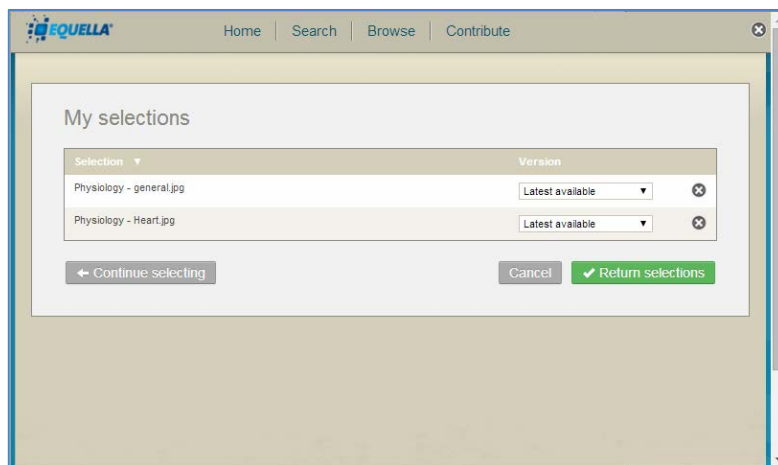 EQUELLA
Home Search Browse Contribute
My selections
Selection Version
Physiology - general.jpg Latest available
Physiology - Heart.jpg Latest available
Continue selecting Cancel Return selections